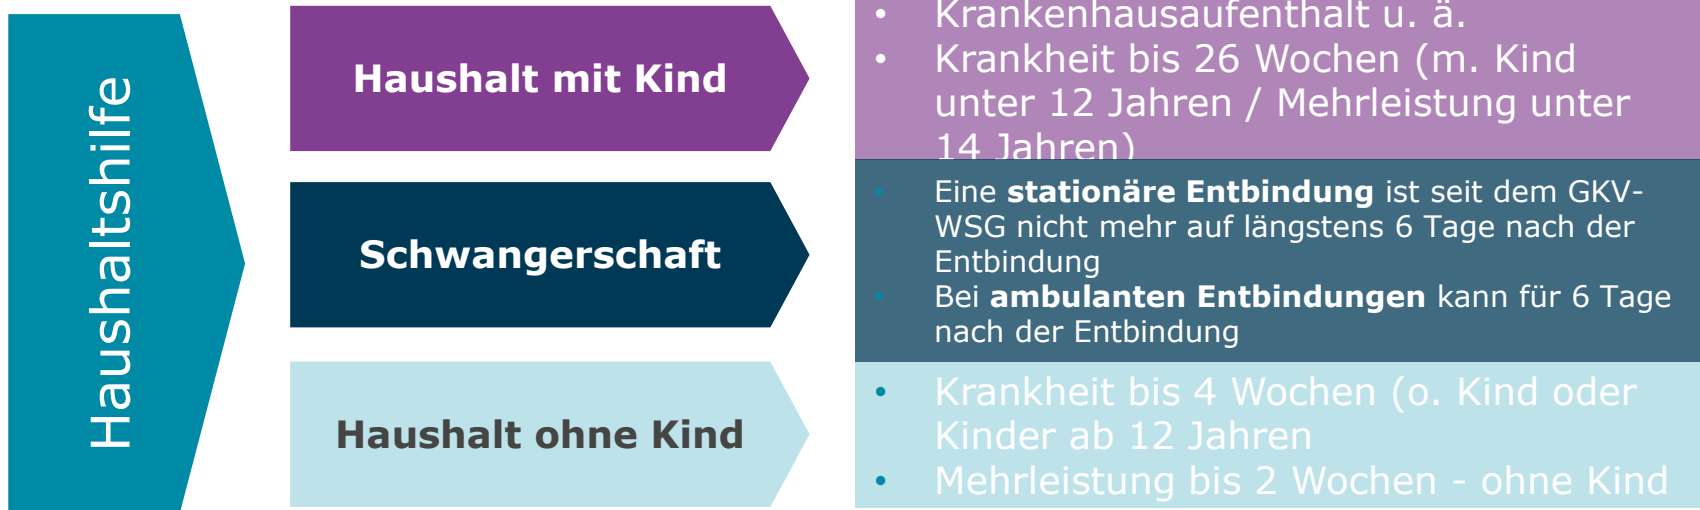 Haushaltshilfe
Haushalt mit Kind
• Krankenhausaufenthalt u. ä.
• Krankheit bis 26 Wochen (m. Kind
unter 12 Jahren / Mehrleistung unter
14 Jahren)
Schwangerschaft
• Eine stationäre Entbindung ist seit dem GKV-
WSG nicht mehr auf längstens 6 Tage nach der
Entbindung
• Bei ambulanten Entbindungen kann für 6 Tage
nach der Entbindung
Haushalt ohne Kind
• Krankheit bis 4 Wochen (o. Kind oder
Kinder ab 12 Jahren
• Mehrleistung bis 2 Wochen - ohne Kind